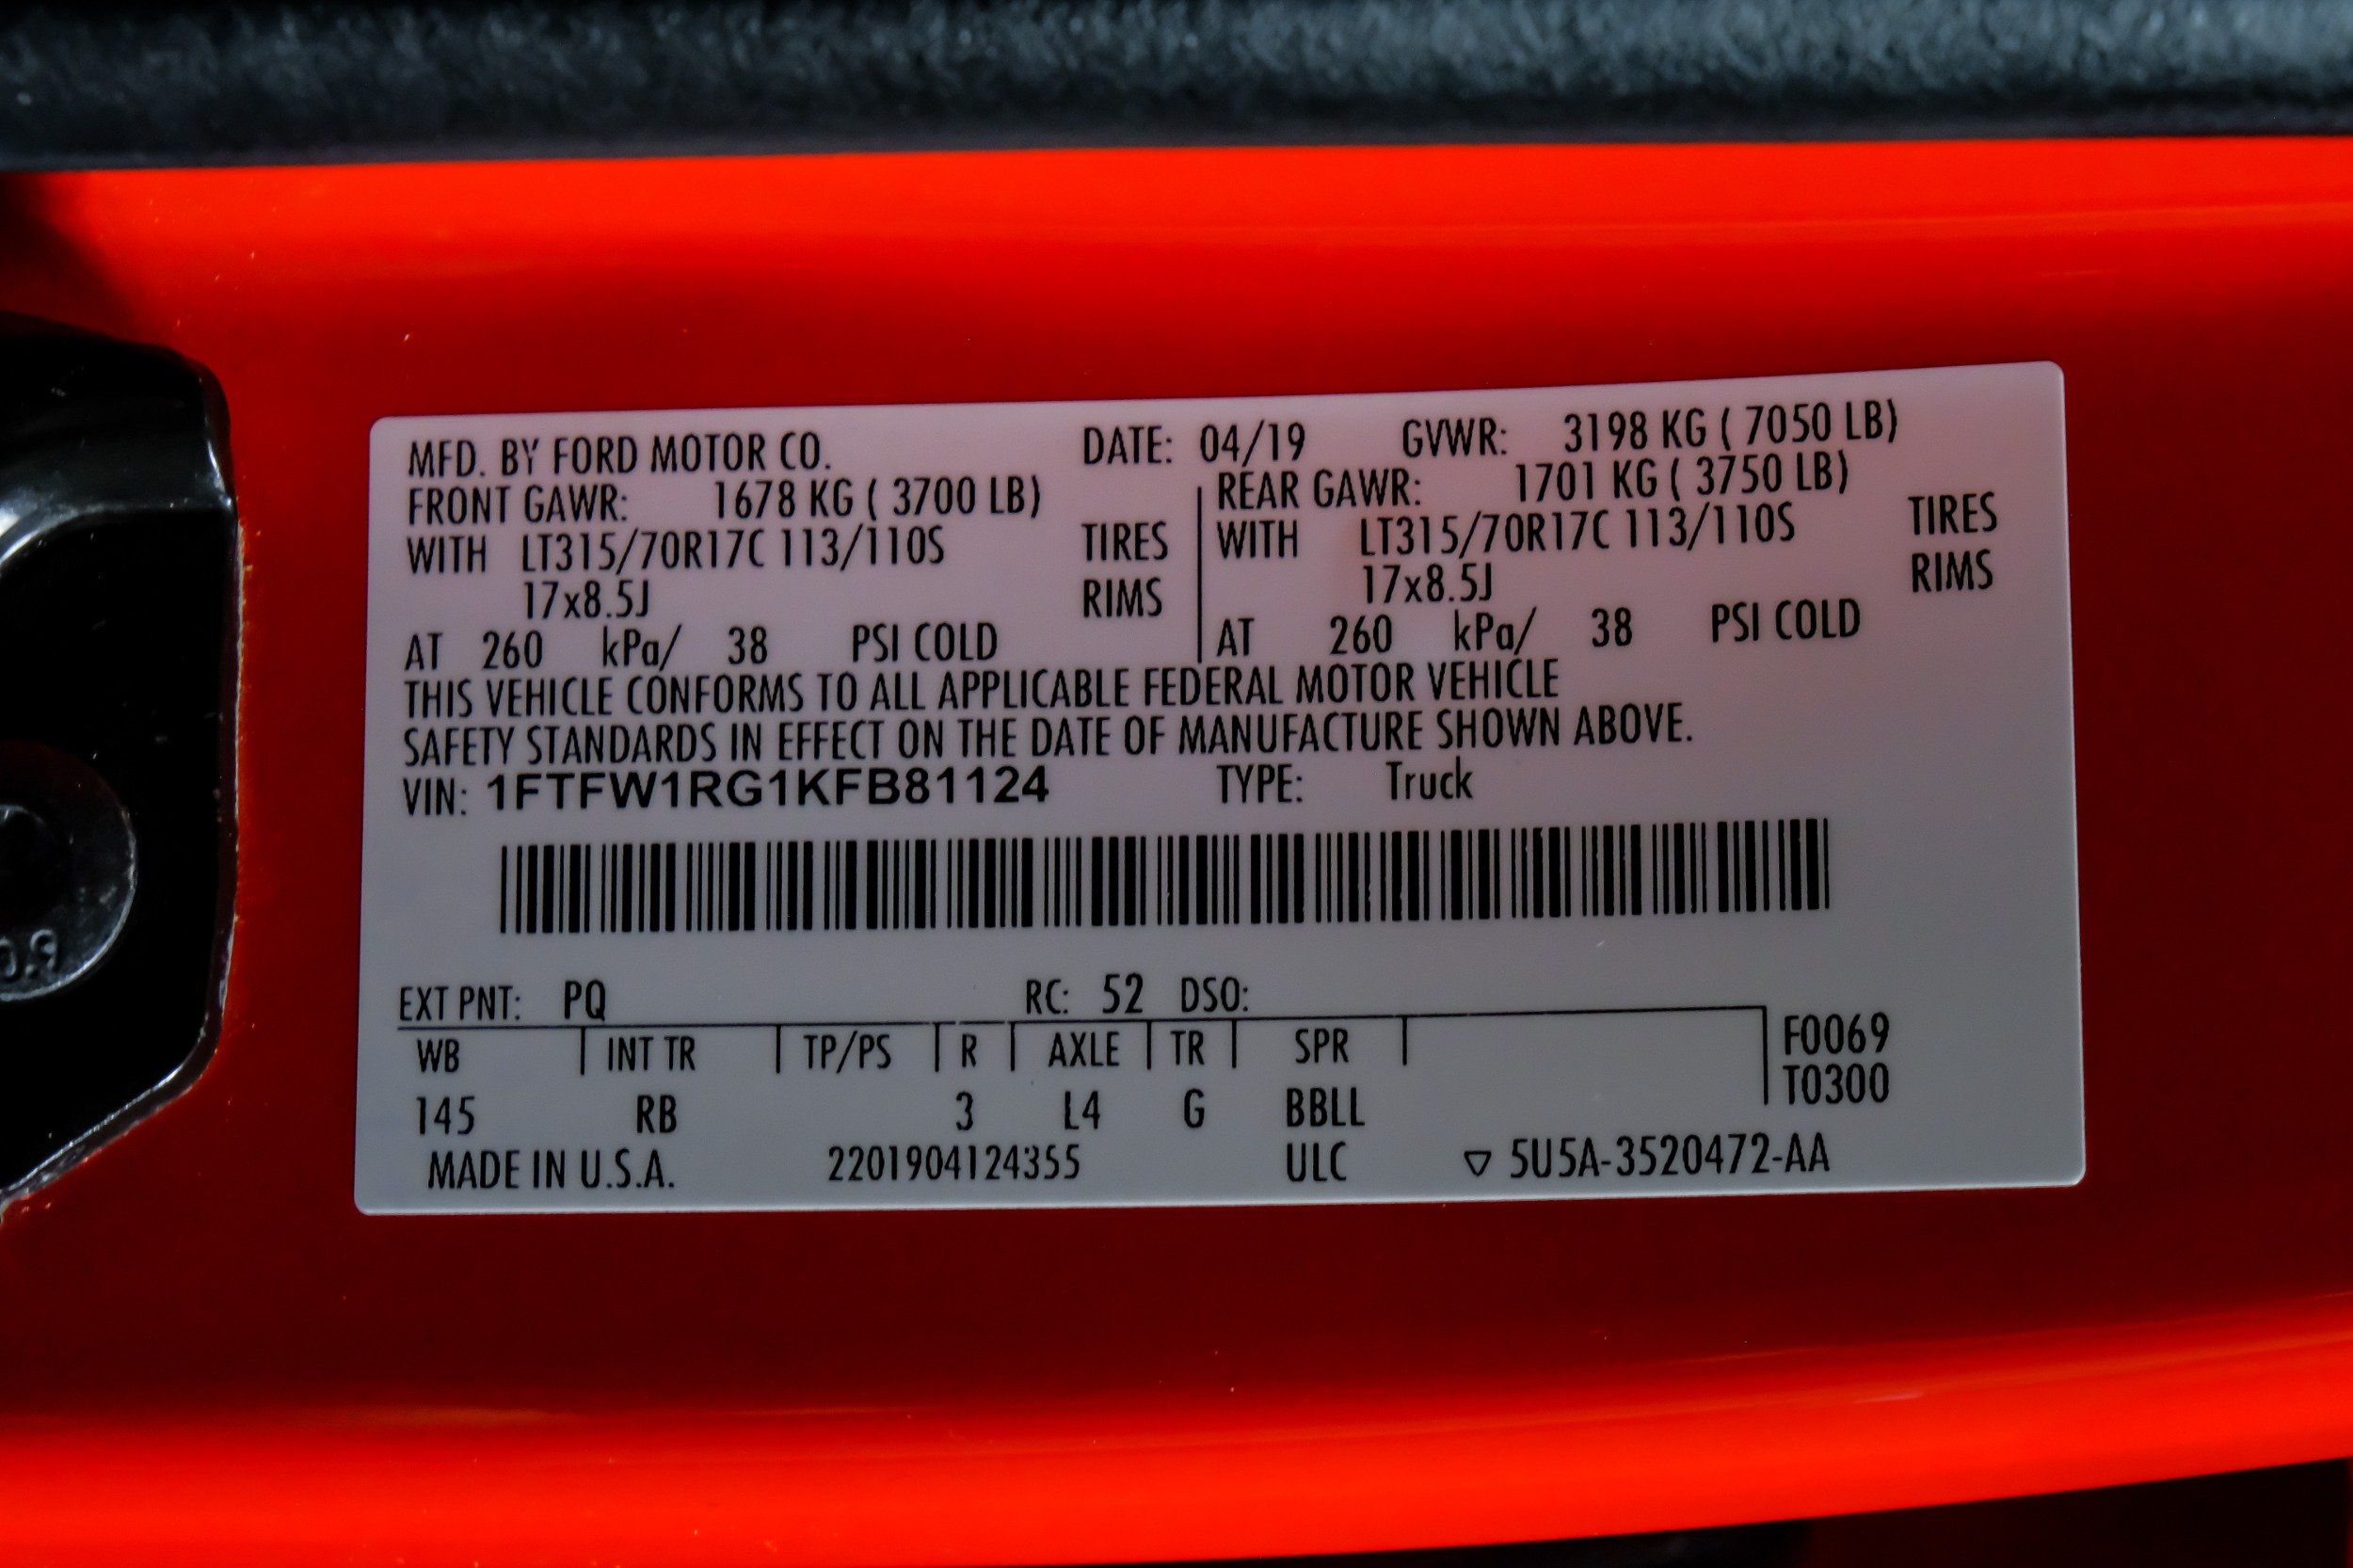 MFD. BY FORD MOTOR CO. DATE: 04/19 GVWR: 3198 KG ( 7050 LB)
FRONT GAWR: 1678 KG ( 3700 LB) REAR GAWR: 1701 KG ( 3750 LB)
WITH LT315/70R17C 113/110S TIRES WITH LT315/70R17C 113/110S TIRES
17x8.5J RIMS 17x8.5J RIMS
AT 260 kPa/ 38 PSI COLD AT 260 kPa/ 38 PSI COLD
THIS VEHICLE CONFORMS TO ALL APPLICABLE FEDERAL MOTOR VEHICLE
SAFETY STANDARDS IN EFFECT ON THE DATE OF MANUFACTURE SHOWN ABOVE.
VIN: 1FTFW1RG1KFB81124 TYPE: Truck
EXT PNT: PQ RC: 52 DSO:
WB INT TR TP/PS R AXLE TR SPR F0069
T0300
145 RB 3 L4 G BBLL
MADE IN U.S.A. 2201904124355 ULC ▽ 5U5A-3520472-AA